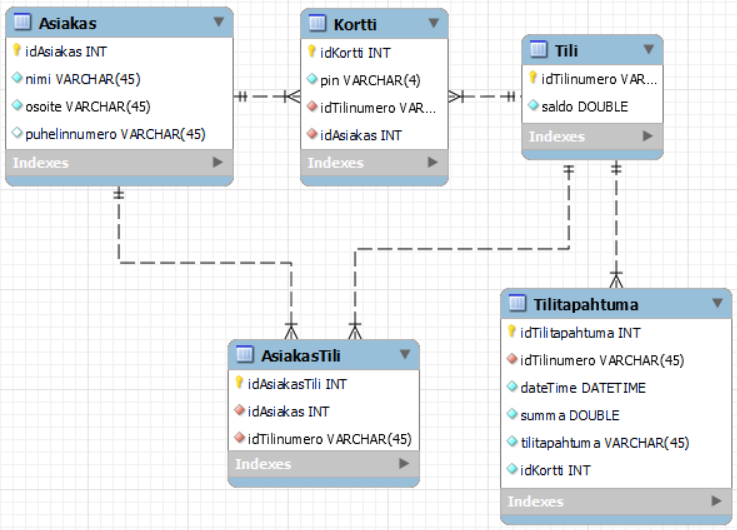 Asiakas
idAsiakas INT
nimi VARCHAR(45)
osoite VARCHAR(45)
puhelinnumero VARCHAR(45)
Indexes
Kortti
idKortti INT
pin VARCHAR(4)
idTilinumero VAR...
idAsiakas INT
Indexes
Tili
idTilinumero VAR...
saldo DOUBLE
Indexes
AsiakasTili
idAsiakasTili INT
idAsiakas INT
idTilinumero VARCHAR(45)
Indexes
Tilitapahtuma
idTilitapahtuma INT
idTilinumero VARCHAR(45)
dateTime DATETIME
summa DOUBLE
tilitapahtuma VARCHAR(45)
idKortti INT
Indexes